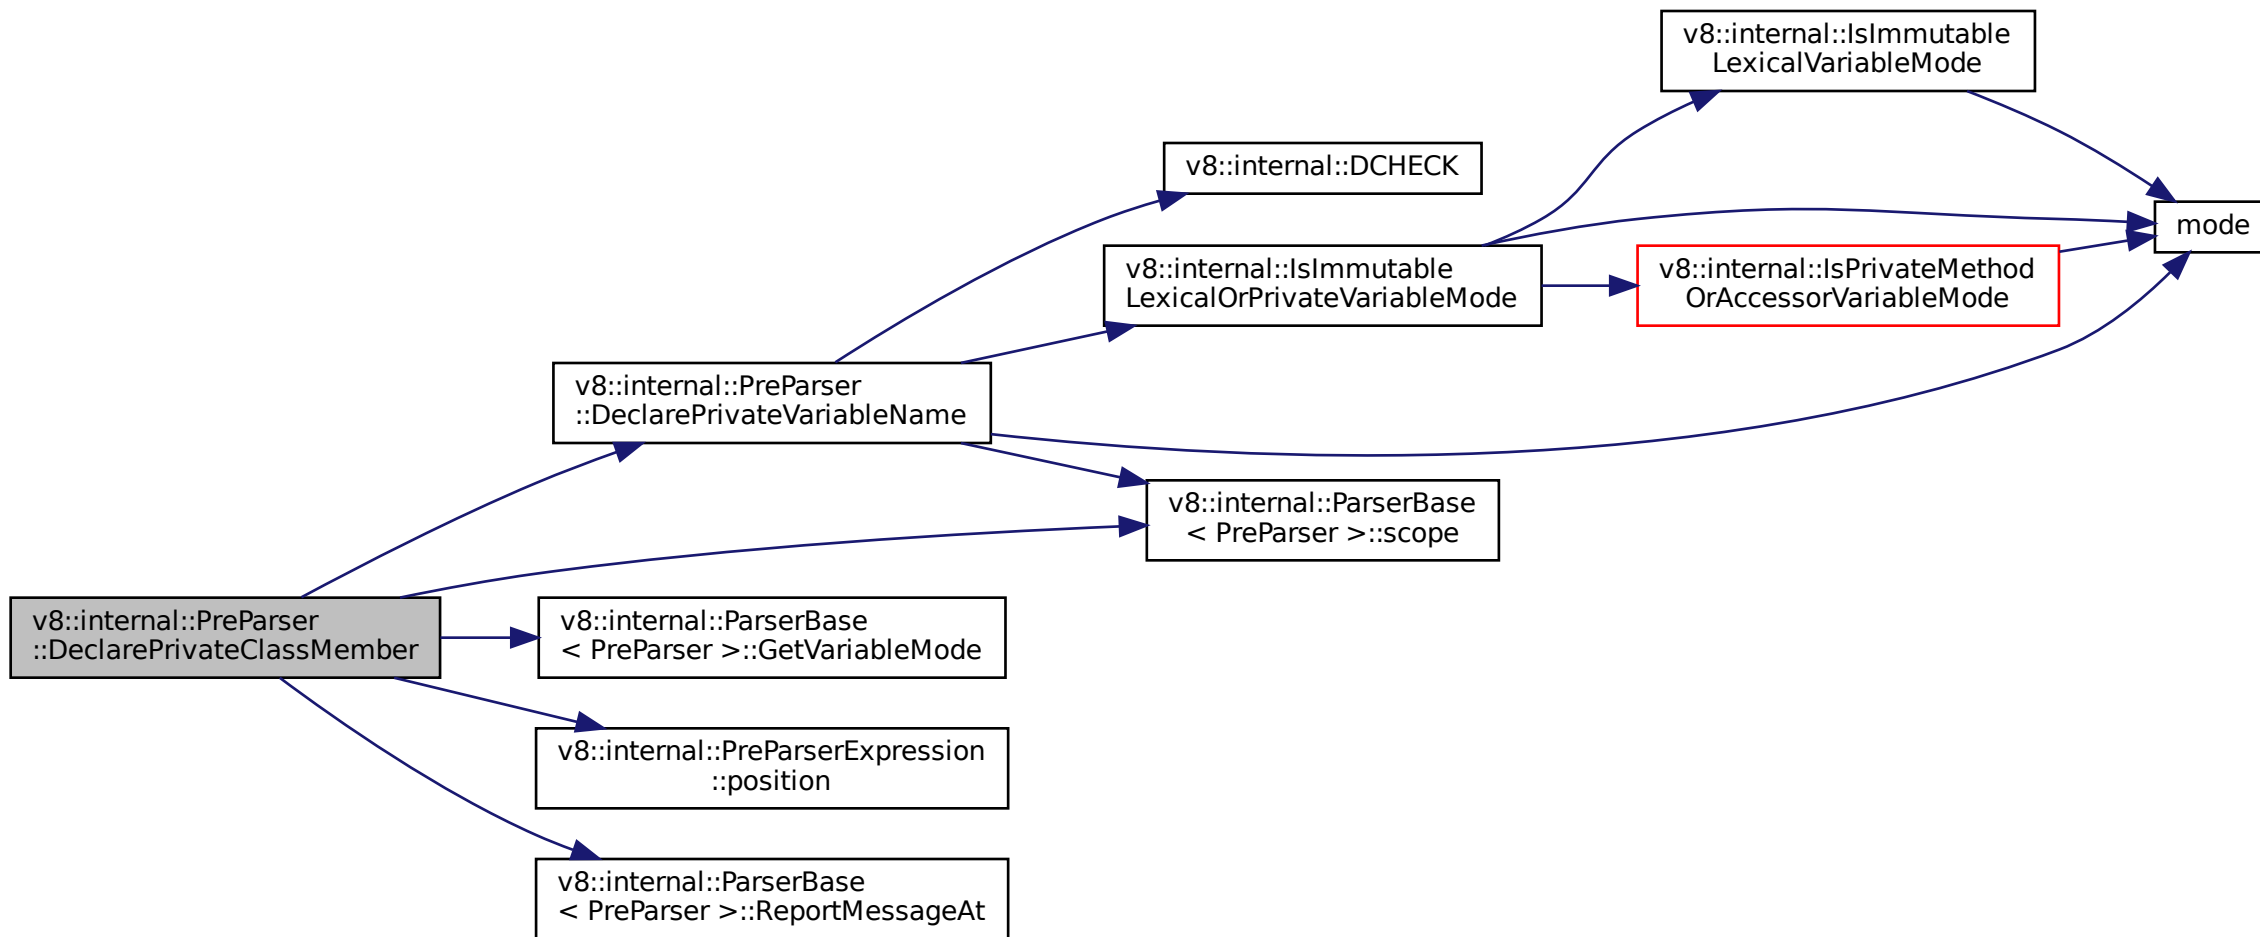 v8::internal::IsImmutable
LexicalVariableMode
v8::internal::DCHECK
mode
v8::internal::IsImmutable
LexicalOrPrivateVariableMode
v8::internal::IsPrivateMethod
OrAccessorVariableMode
v8::internal::PreParser
::DeclarePrivateVariableName
v8::internal::ParserBase
< PreParser >::scope
v8::internal::PreParser
::DeclarePrivateClassMember
v8::internal::ParserBase
< PreParser >::GetVariableMode
v8::internal::PreParserExpression
::position
v8::internal::ParserBase
< PreParser >::ReportMessageAt